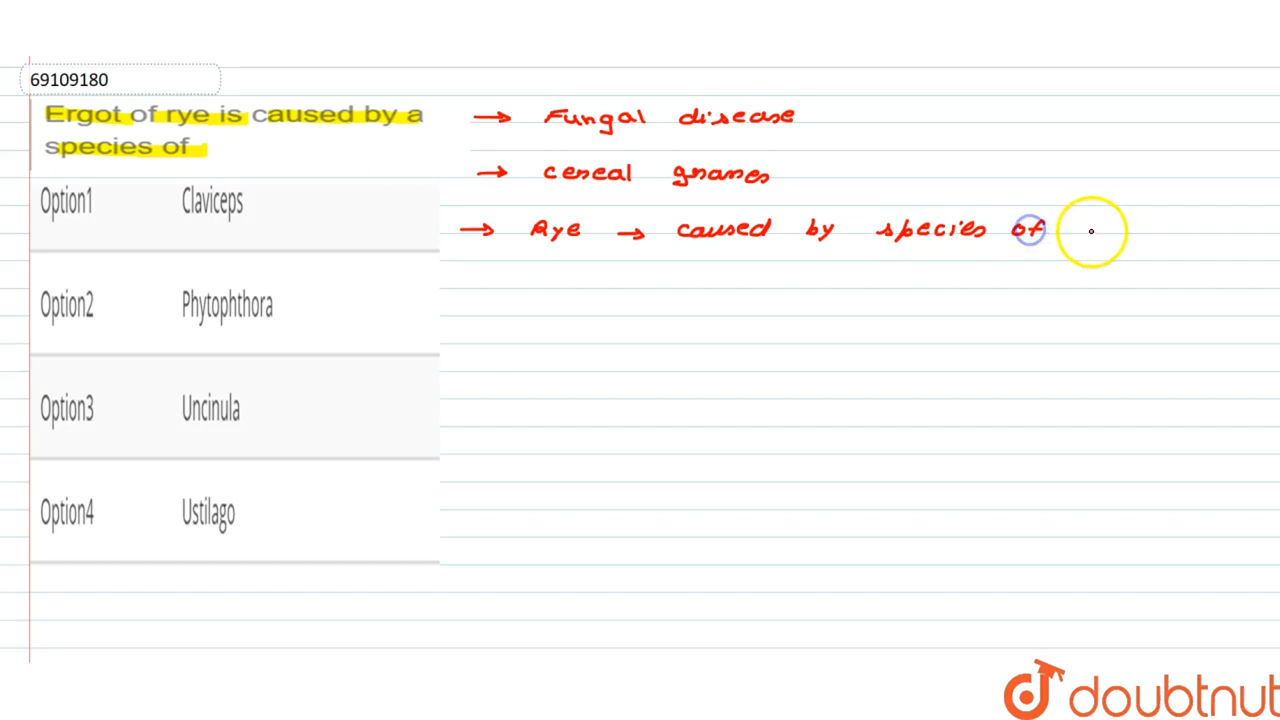 69109180
Ergot of rye is caused by a
species of
Option1 Claviceps
Option2 Phytophthora
Option3 Uncinula
Option4 Ustilago
→ Fungal disease
→ cereal grasses
→ Rye → caused by species of
doubtnut